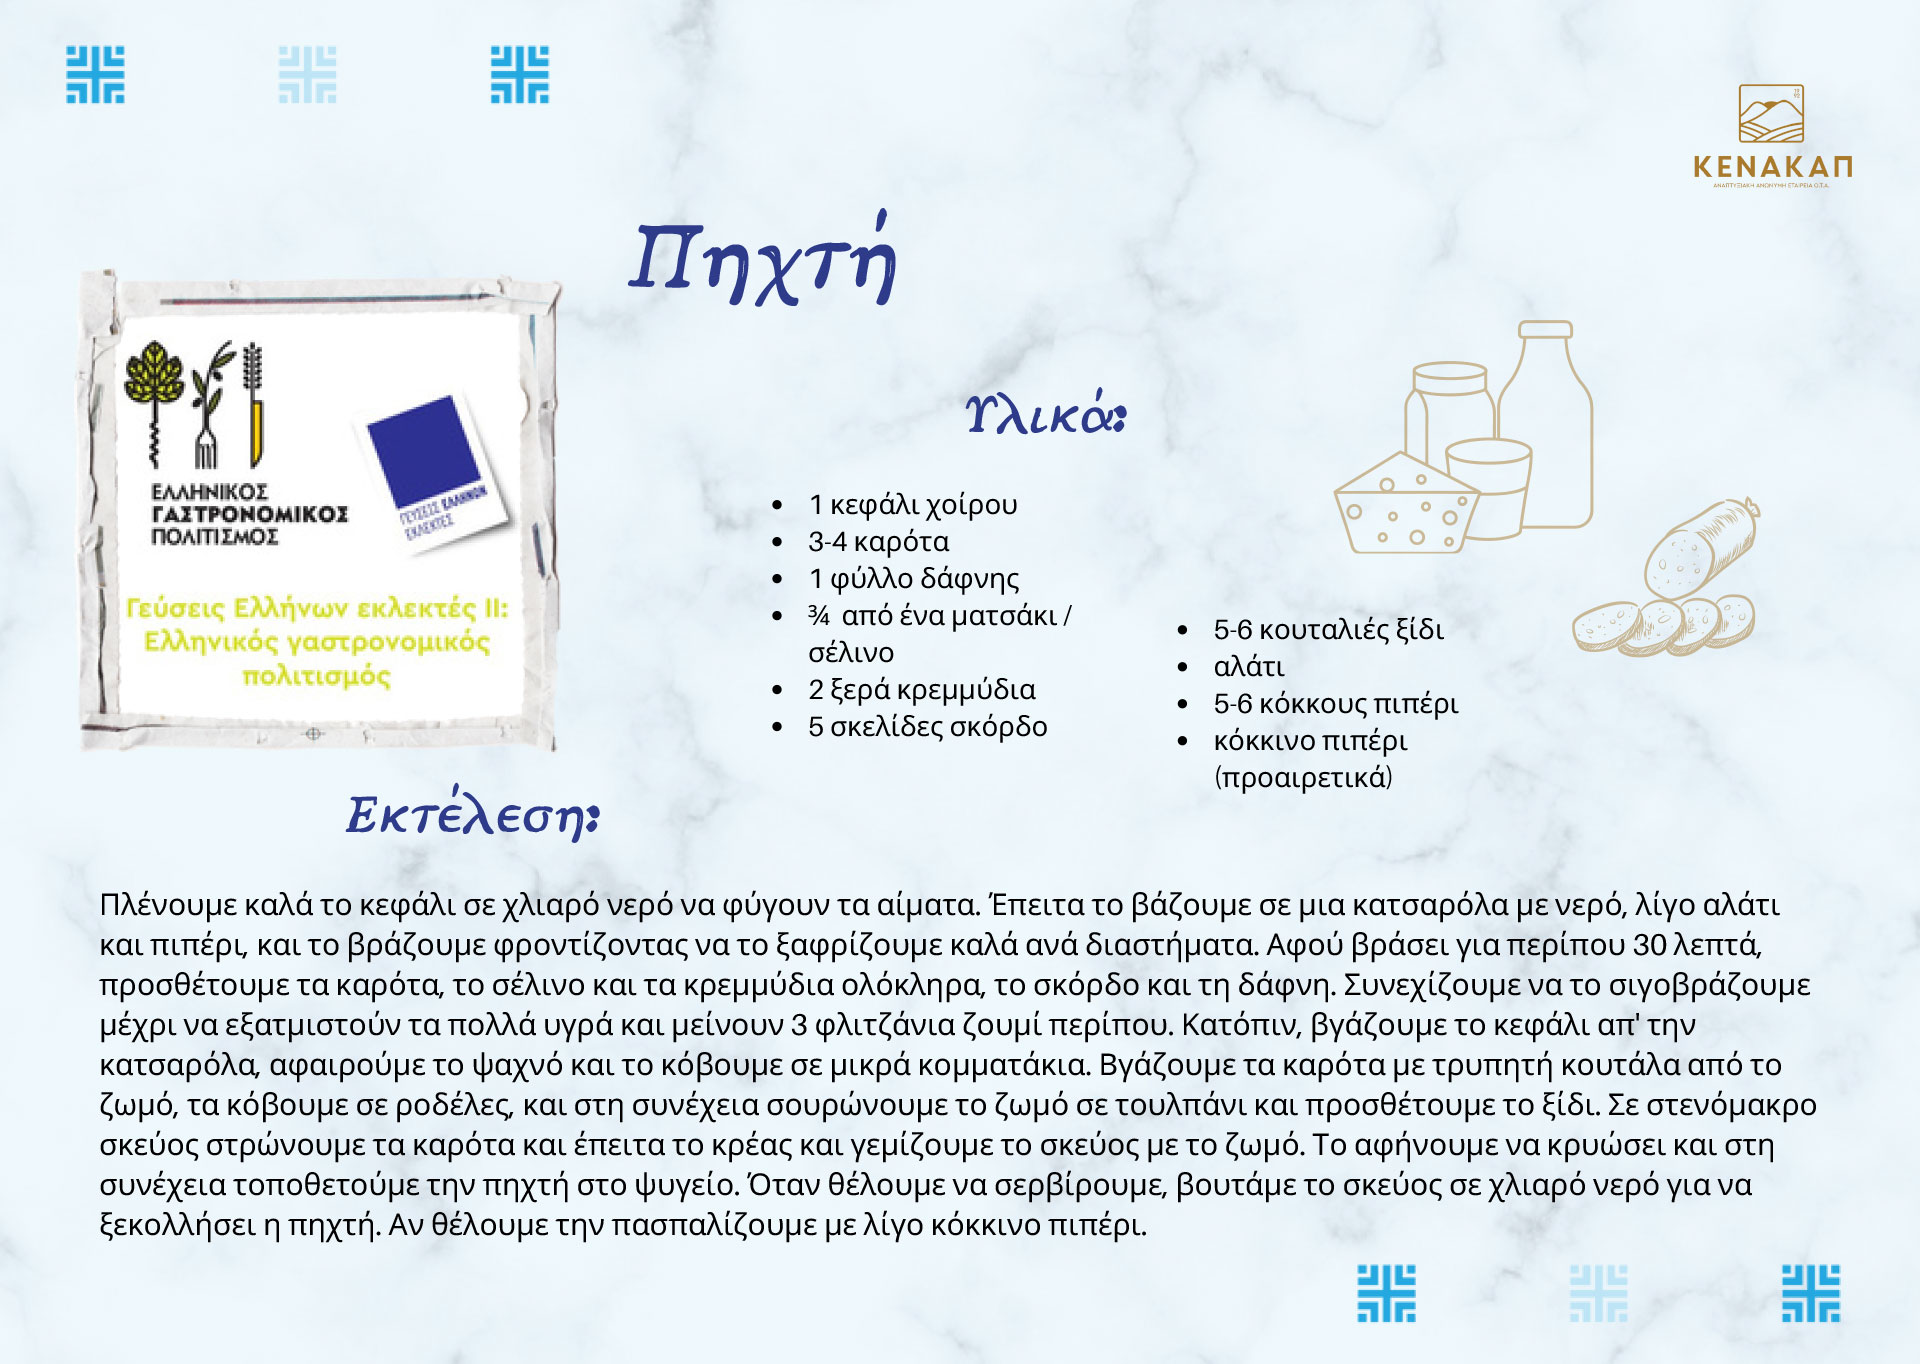 ΚΕΝΑΚΑΠ
ΑΝΑΠΤΥΞΙΑΚΗ ΑΝΩΝΥΜΗ ΕΤΑΙΡΕΙΑ Ο.Τ.Α.
Πηχτή
ΕΛΛΗΝΙΚΟΣ
ΓΑΣΤΡΟΝΟΜΙΚΟΣ
ΠΟΛΙΤΙΣΜΟΣ
ΓΕΥΣΕΙΣ ΕΛΛΗΝΩΝ
ΕΚΛΕΚΤΕΣ
Γεύσεις Ελλήνων εκλεκτές ΙΙ:
Ελληνικός γαστρονομικός
πολιτισμός
Υλικά:
• 1 κεφάλι χοίρου
• 3-4 καρότα
• 1 φύλλο δάφνης
• ¾ από ένα ματσάκι /
σέλινο
• 2 ξερά κρεμμύδια
• 5 σκελίδες σκόρδο
• 5-6 κουταλιές ξίδι
• αλάτι
• 5-6 κόκκους πιπέρι
• κόκκινο πιπέρι
(προαιρετικά)
Εκτέλεση:
Πλένουμε καλά το κεφάλι σε χλιαρό νερό να φύγουν τα αίματα. Έπειτα το βάζουμε σε μια κατσαρόλα με νερό, λίγο αλάτι
και πιπέρι, και το βράζουμε φροντίζοντας να το ξαφρίζουμε καλά ανά διαστήματα. Αφού βράσει για περίπου 30 λεπτά,
προσθέτουμε τα καρότα, το σέλινο και τα κρεμμύδια ολόκληρα, το σκόρδο και τη δάφνη. Συνεχίζουμε να το σιγοβράζουμε
μέχρι να εξατμιστούν τα πολλά υγρά και μείνουν 3 φλιτζάνια ζουμί περίπου. Κατόπιν, βγάζουμε το κεφάλι απ' την
κατσαρόλα, αφαιρούμε το ψαχνό και το κόβουμε σε μικρά κομματάκια. Βγάζουμε τα καρότα με τρυπητή κουτάλα από το
ζωμό, τα κόβουμε σε ροδέλες, και στη συνέχεια σουρώνουμε το ζωμό σε τουλπάνι και προσθέτουμε το ξίδι. Σε στενόμακρο
σκεύος στρώνουμε τα καρότα και έπειτα το κρέας και γεμίζουμε το σκεύος με το ζωμό. Το αφήνουμε να κρυώσει και στη
συνέχεια τοποθετούμε την πηχτή στο ψυγείο. Όταν θέλουμε να σερβίρουμε, βουτάμε το σκεύος σε χλιαρό νερό για να
ξεκολλήσει η πηχτή. Αν θέλουμε την πασπαλίζουμε με λίγο κόκκινο πιπέρι.